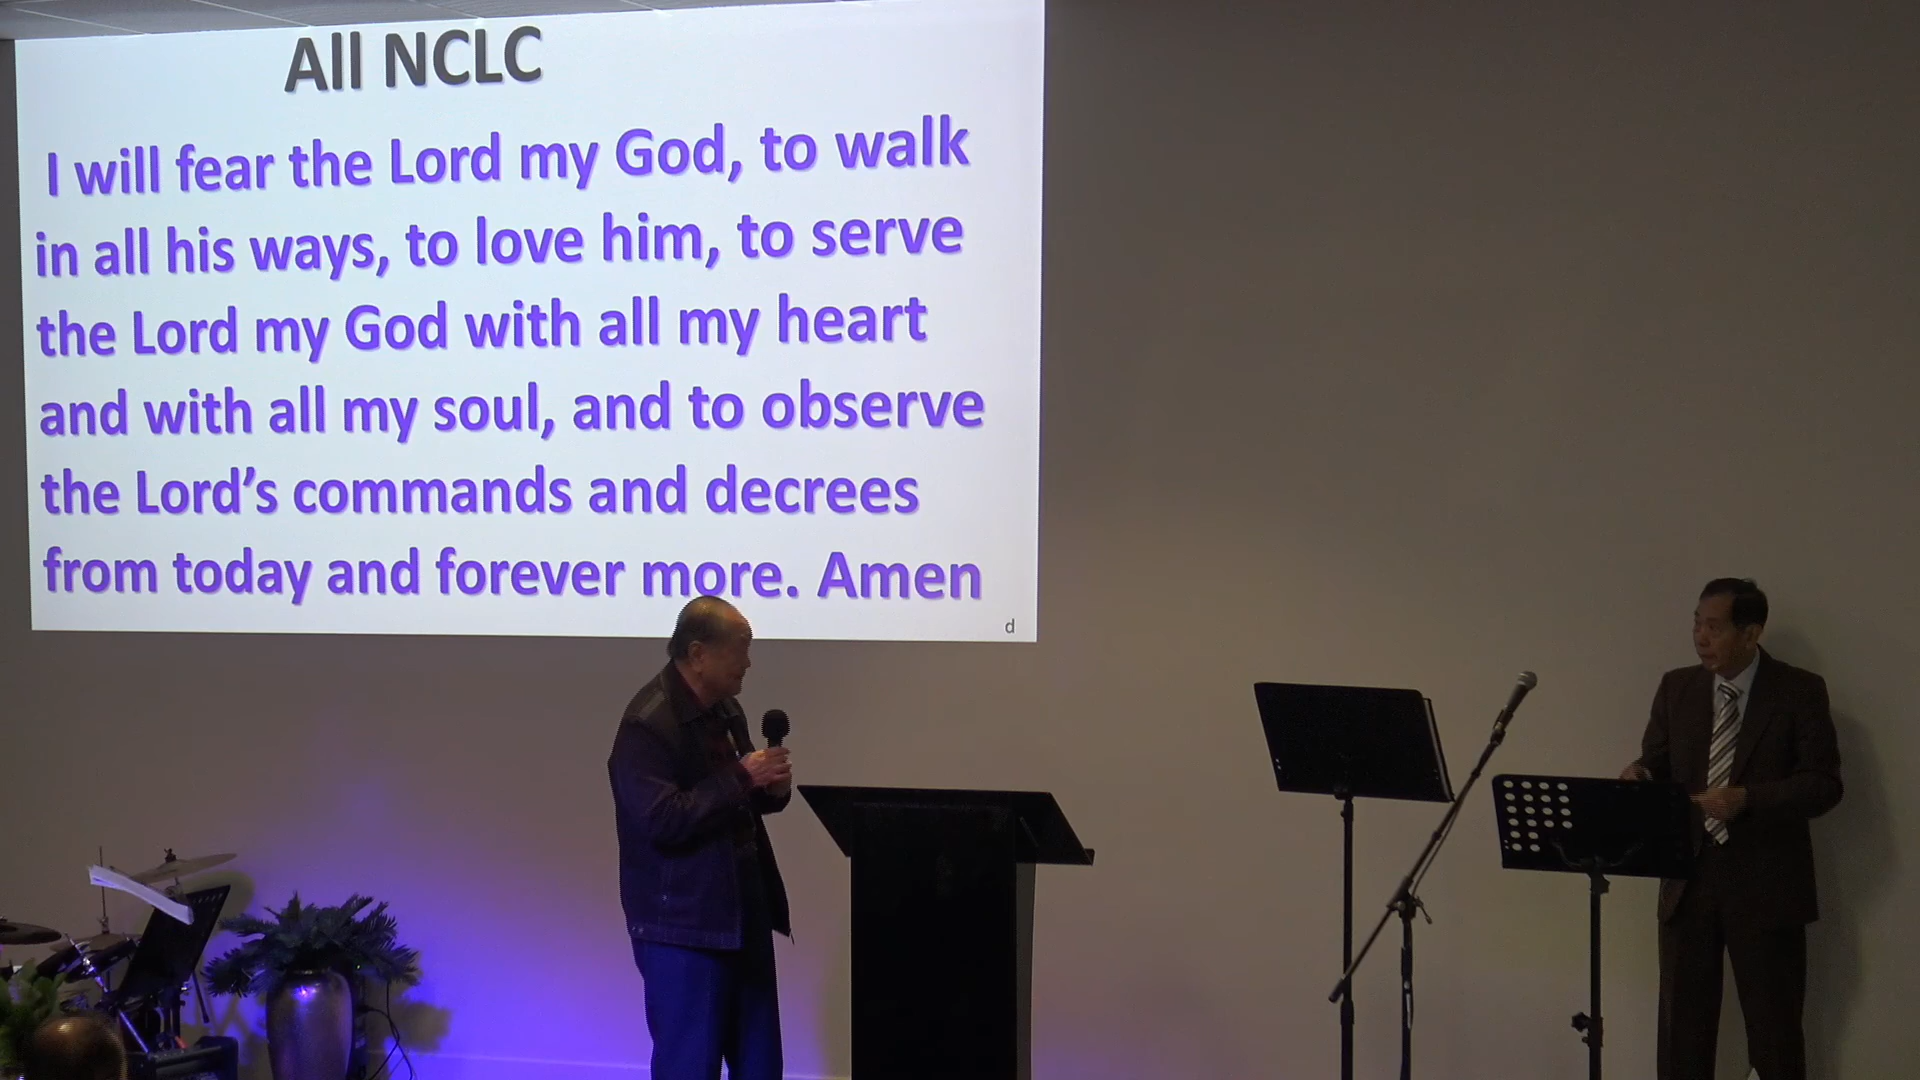 All NCLC
I will fear the Lord my God, to walk
in all his ways, to love him, to serve
the Lord my God with all my heart
and with all my soul, and to observe
the Lord’s commands and decrees
from today and forever more. Amen
d